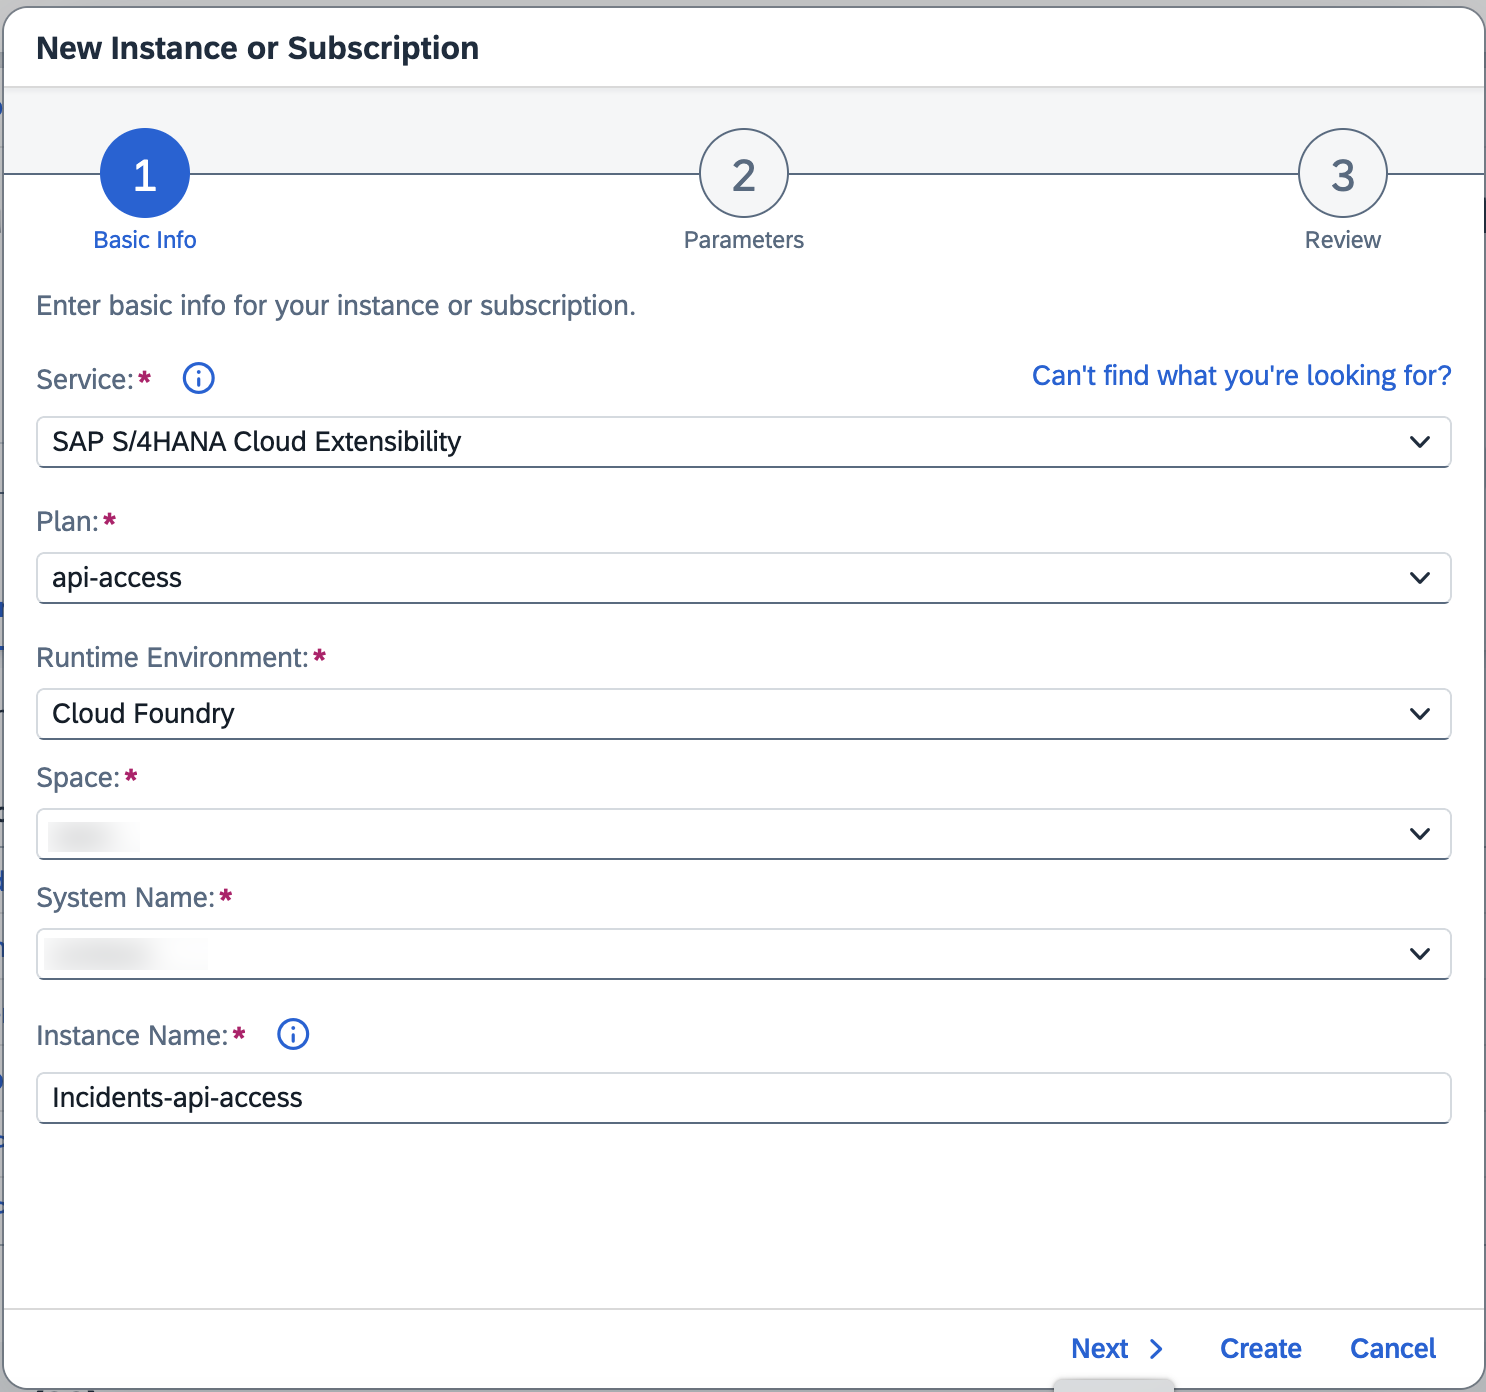 New Instance or Subscription
1
2
3
Basic Info
Parameters
Review
Enter basic info for your instance or subscription.
Service:*
Can't find what you're looking for?
SAP S/4HANA Cloud Extensibility
Plan:*
api-access
Runtime Environment:*
Cloud Foundry
Space:*
System Name:*
Instance Name:*
Incidents-api-access
Next
Create
Cancel